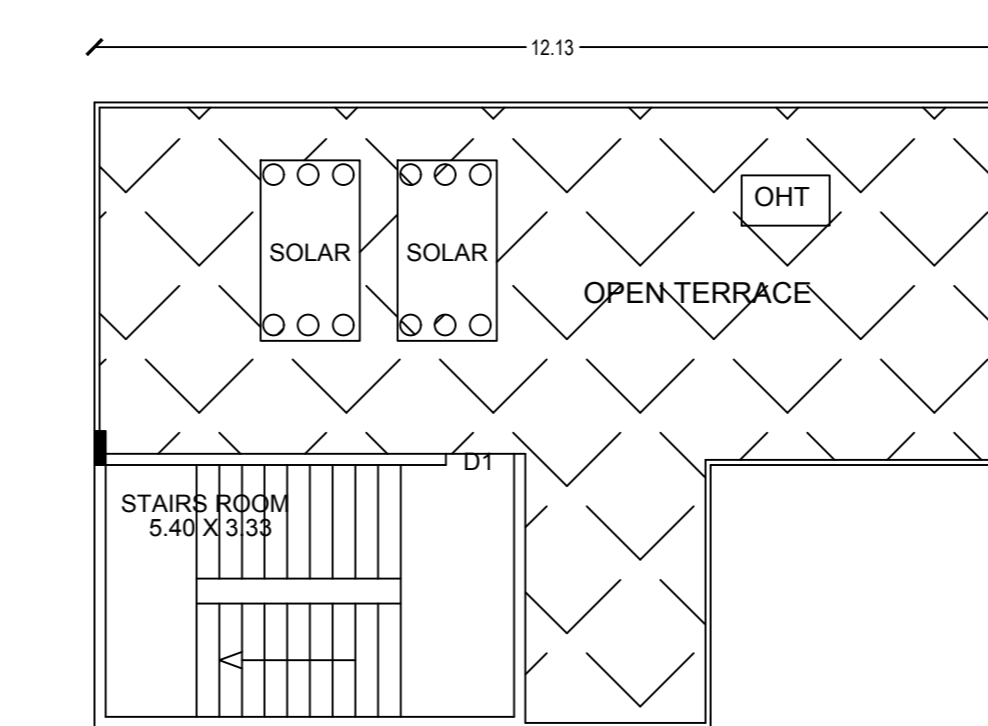 12.13
SOLAR
SOLAR
OHT
OPEN TERRACE
D1
STAIRS ROOM
5.40 X 3.33